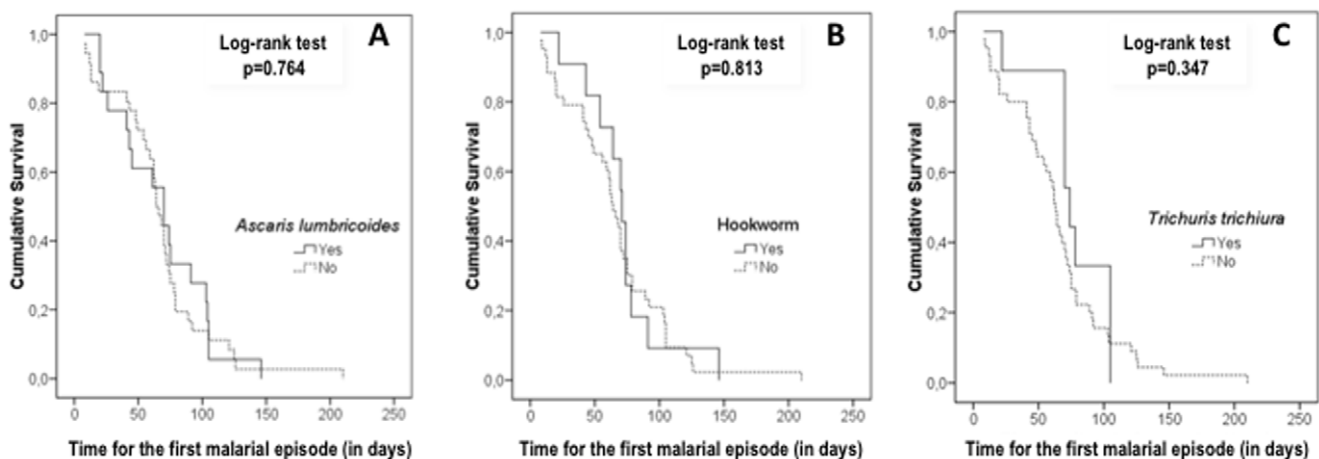 A
Log-rank test
p=0.764
1,0
0,8
0,6
0,4
0,2
0,0
Cumulative Survival
Ascaris lumbricoides
Yes
No
0 50 100 150 200 250
Time for the first malarial episode (in days)
B
Log-rank test
p=0.813
1,0
0,8
0,6
0,4
0,2
0,0
Cumulative Survival
Hookworm
Yes
No
0 50 100 150 200 250
Time for the first malarial episode (in days)
C
Log-rank test
p=0.347
1,0
0,8
0,6
0,4
0,2
0,0
Cumulative Survival
Trichuris trichiura
Yes
No
0 50 100 150 200 250
Time for the first malarial episode (in days)